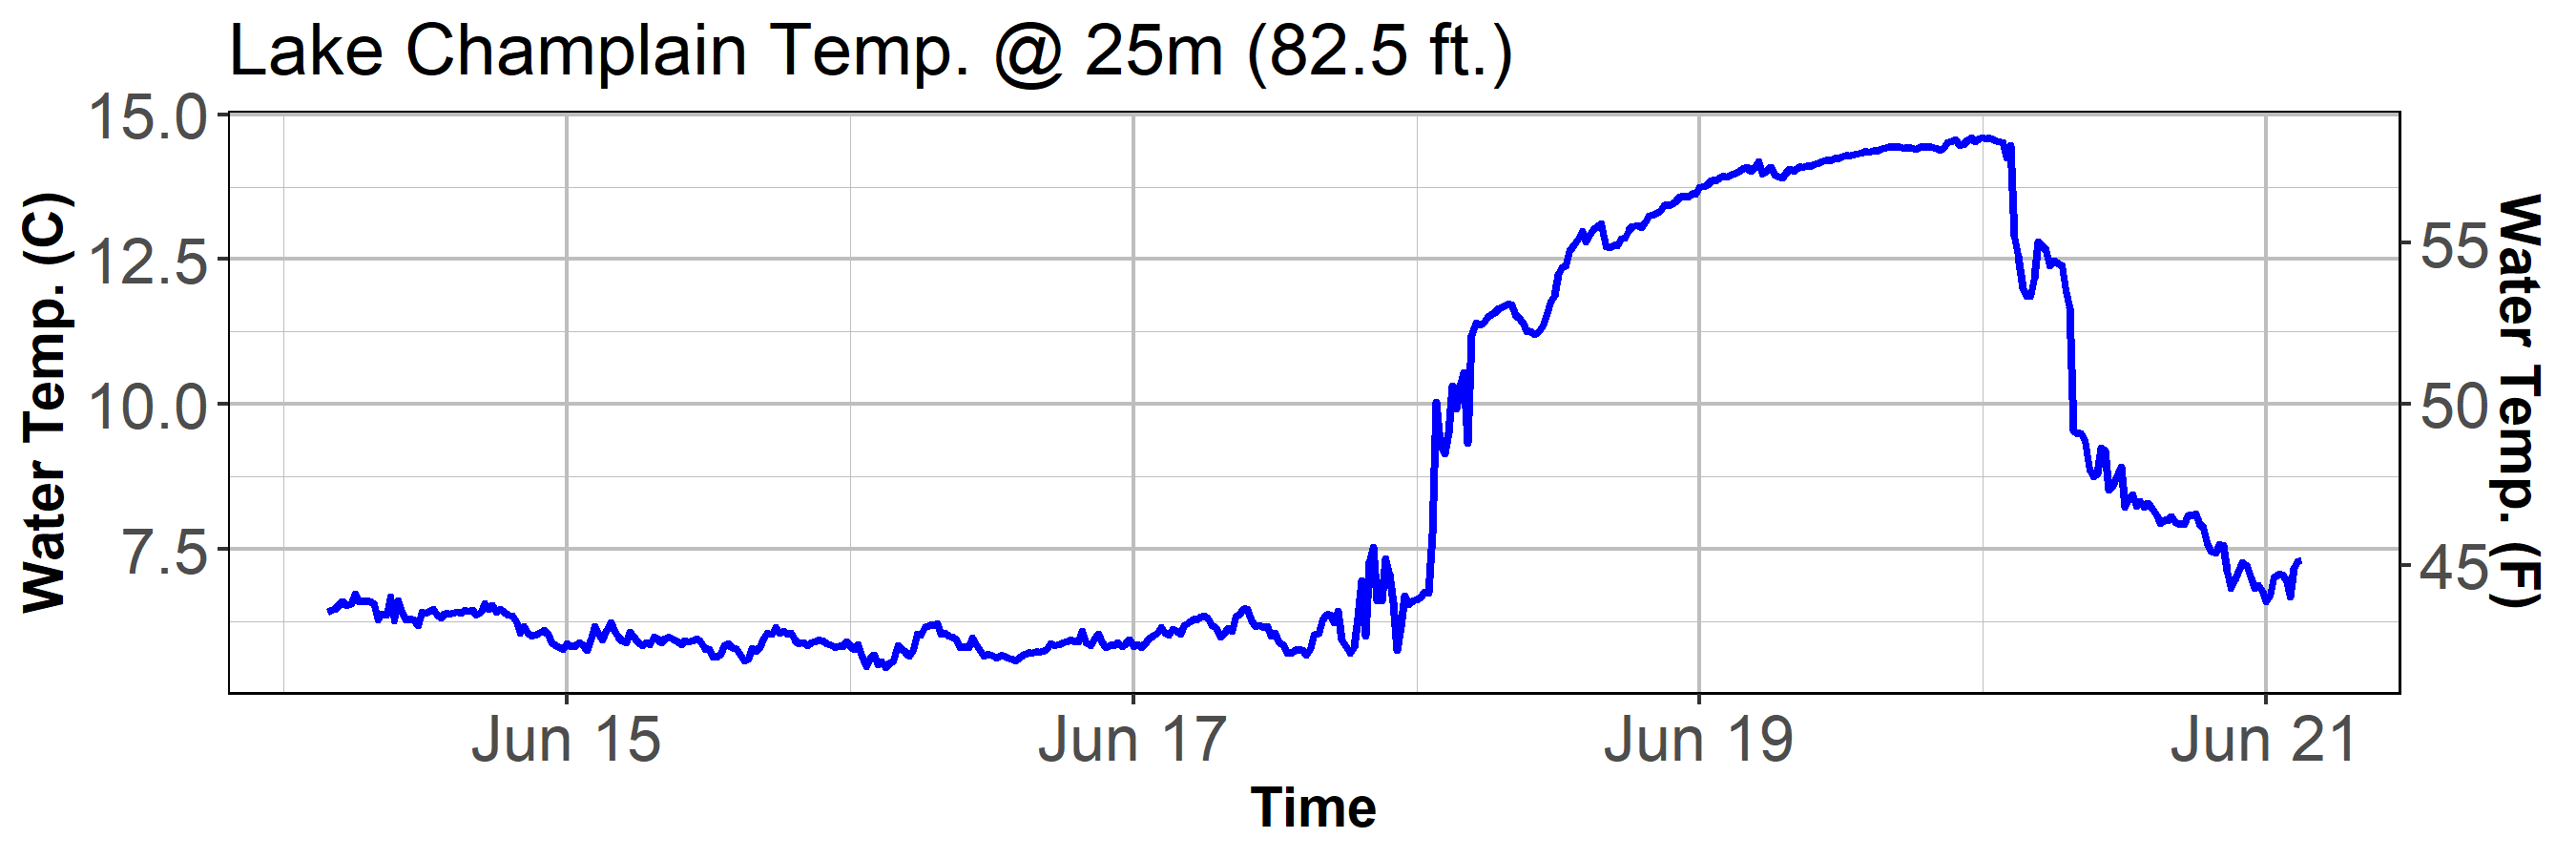 Lake Champlain Temp. @ 25m (82.5 ft.)
Water Temp. (C)
15.0
12.5
10.0
7.5
55
50
45
Water Temp. (F)
Jun 15
Jun 17
Jun 19
Jun 21
Time